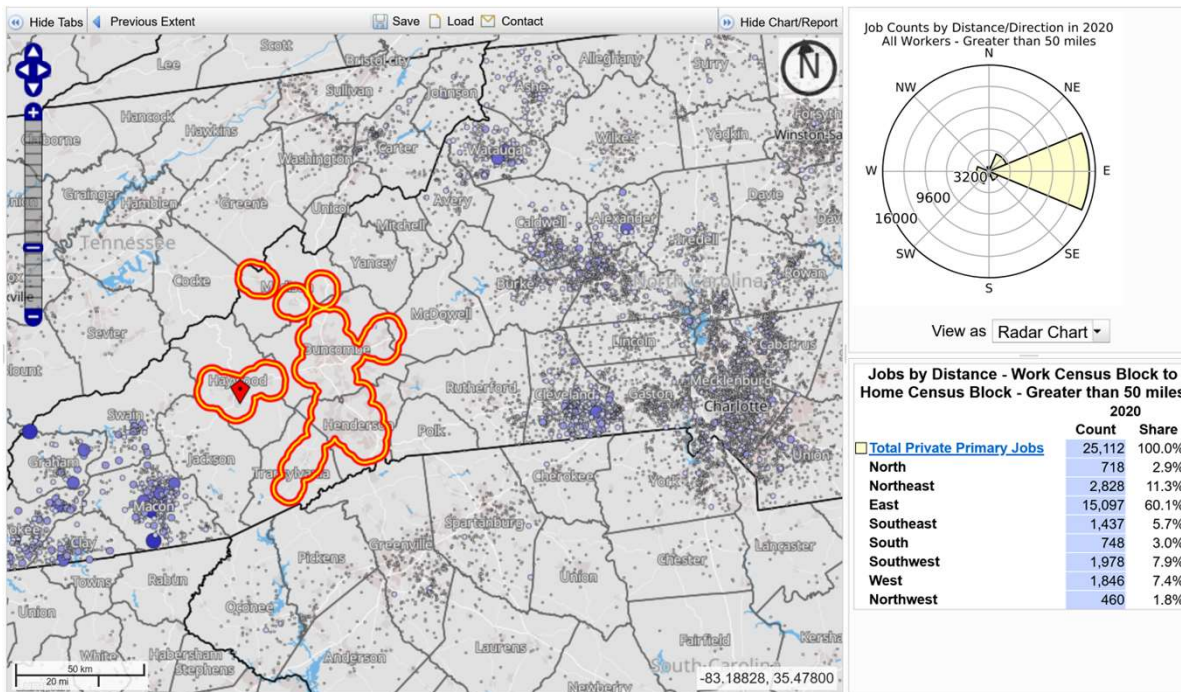 Hide Tabs
Previous Extent
Save
Load
Contact
Hide Chart/Report
Scott
Lee
Bristol city
Sullivan
Johnson
Ashe
Alleghany
Surry
Hancock
Hawkins
Claiborne
Washington
Carter
Watauga
Wilkes
Yadkin
Forsyth
Winston-Sa
Grainger
Hamblen
Greene
Unicoi
Avery
Mitchell
Caldwell
Alexander
Iredell
Davie
Tennessee
Yancey
Cocke
Burke
North Carolina
Rowan
McDowell
Sevier
Buncombe
Lincoln
Cabarrus
Haywood
Rutherford
Cleveland
Gaston
Mecklenburg
Charlotte
Swain
Henderson
Polk
Graham
Jackson
Transylvania
Union
Macon
Cherokee
York
Clay
Spartanburg
Greenville
Pickens
Union
Chester
Lancaster
Towns
Rabun
Union
Oconee
White
Habersham
Stephens
Anderson
Laurens
Fairfield
Kersha
South Carolina
Newberry
50 km
20 mi
-83.18828, 35.47800
N
Job Counts by Distance/Direction in 2020
All Workers - Greater than 50 miles
N
NW
NE
W
E
3200
9600
16000
SW
SE
S
View as Radar Chart
Jobs by Distance - Work Census Block to
Home Census Block - Greater than 50 miles
2020
Count Share
Total Private Primary Jobs 25,112 100.0%
North 718 2.9%
Northeast 2,828 11.3%
East 15,097 60.1%
Southeast 1,437 5.7%
South 748 3.0%
Southwest 1,978 7.9%
West 1,846 7.4%
Northwest 460 1.8%